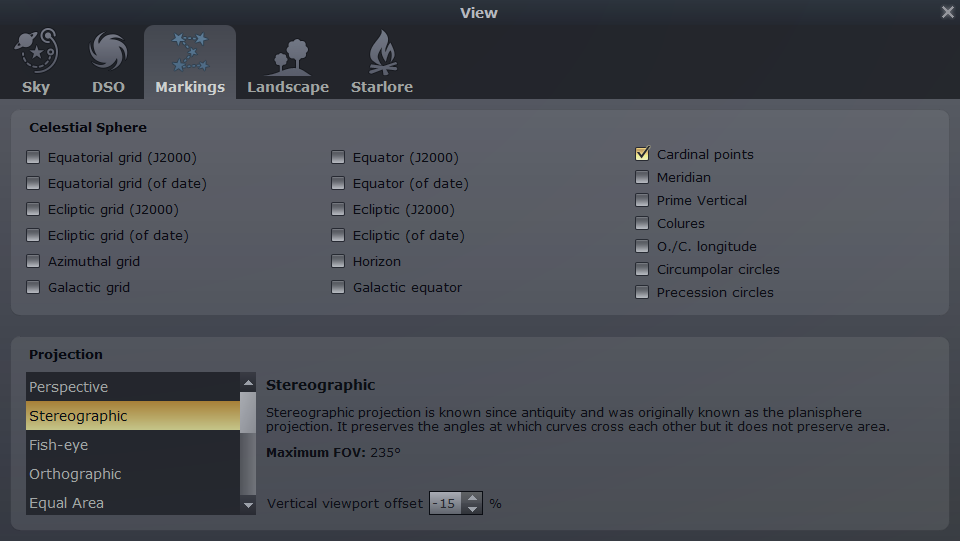 View
Sky
DSO
Markings
Landscape
Starlore
Celestial Sphere
Equatorial grid (J2000)
Equatorial grid (of date)
Ecliptic grid (J2000)
Ecliptic grid (of date)
Azimuthal grid
Galactic grid
Equator (J2000)
Equator (of date)
Ecliptic (J2000)
Ecliptic (of date)
Horizon
Galactic equator
Cardinal points
Meridian
Prime Vertical
Colures
O./C. longitude
Circumpolar circles
Precession circles
Projection
Perspective
Stereographic
Fish-eye
Orthographic
Equal Area
Stereographic
Stereographic projection is known since antiquity and was originally known as the planisphere
projection. It preserves the angles at which curves cross each other but it does not preserve area.
Maximum FOV: 235°
Vertical viewport offset -15 %